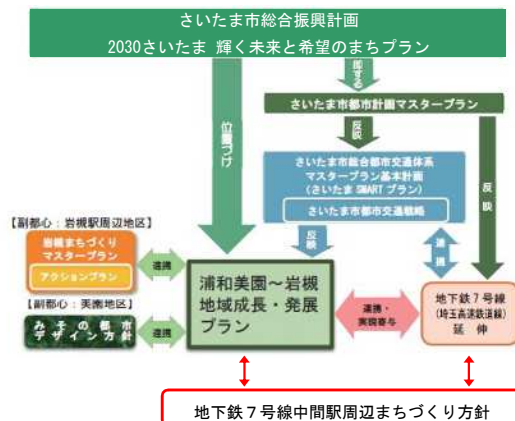 さいたま市総合振興計画
2030さいたま 輝く未来と希望のまちプラン
即する
さいたま市都市計画マスタープラン
位置づけ
反映
反映
さいたま市総合都市交通体系
マスタープラン基本計画
(さいたま SMART プラン)
さいたま市都市交通戦略
反映
連携
【副都心：岩槻駅周辺地区】
岩槻まちづくり
マスタープラン
アクションプラン
連携
【副都心：美園地区】
みその都市
デザイン方針
連携
浦和美園～岩槻
地域成長・発展
プラン
連携・
実現寄与
地下鉄7号線
(埼玉高速鉄道線)
延伸
地下鉄７号線中間駅周辺まちづくり方針